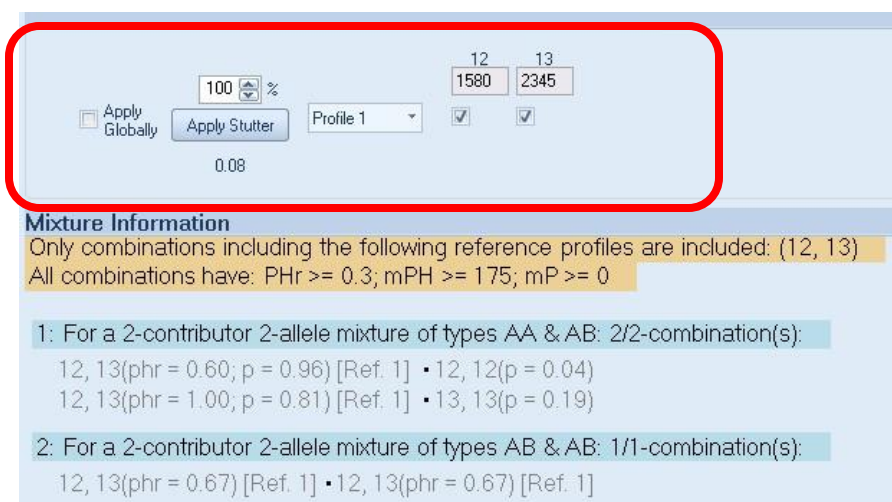 12 13
100 %
1580 2345
Apply
Globally
Apply Stutter
Profile 1
0.08
Mixture Information
Only combinations including the following reference profiles are included: (12, 13)
All combinations have: PHr >= 0.3; mPH >= 175; mP >= 0
1: For a 2-contributor 2-allele mixture of types AA & AB: 2/2-combination(s):
12, 13(phr = 0.60; p = 0.96) [Ref. 1] • 12, 12(p = 0.04)
12, 13(phr = 1.00; p = 0.81) [Ref. 1] • 13, 13(p = 0.19)
2: For a 2-contributor 2-allele mixture of types AB & AB: 1/1-combination(s):
12, 13(phr = 0.67) [Ref. 1] • 12, 13(phr = 0.67) [Ref. 1]